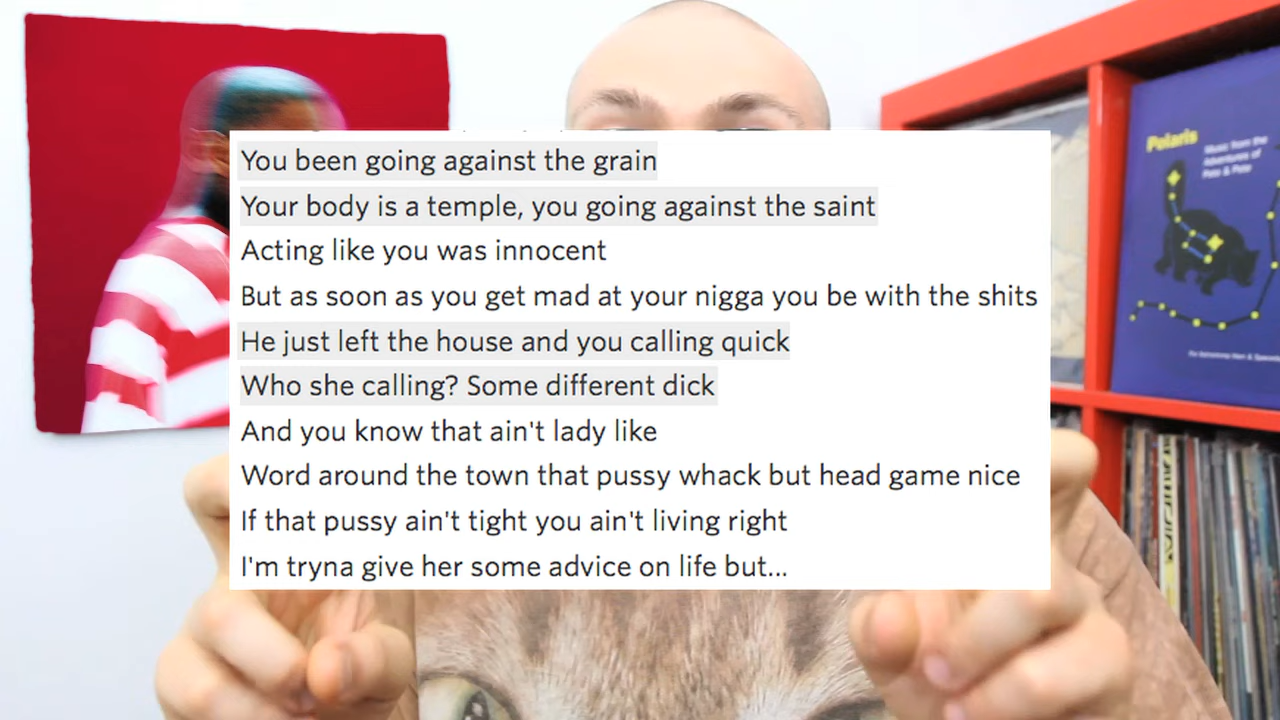 You been going against the grain
Your body is a temple, you going against the saint
Acting like you was innocent
But as soon as you get mad at your nigga you be with the shits
He just left the house and you calling quick
Who she calling? Some different dick
And you know that ain't lady like
Word around the town that pussy whack but head game nice
If that pussy ain't tight you ain't living right
I'm tryna give her some advice on life but...
Polaris
Music from the
Adventures of
Pete & Pete